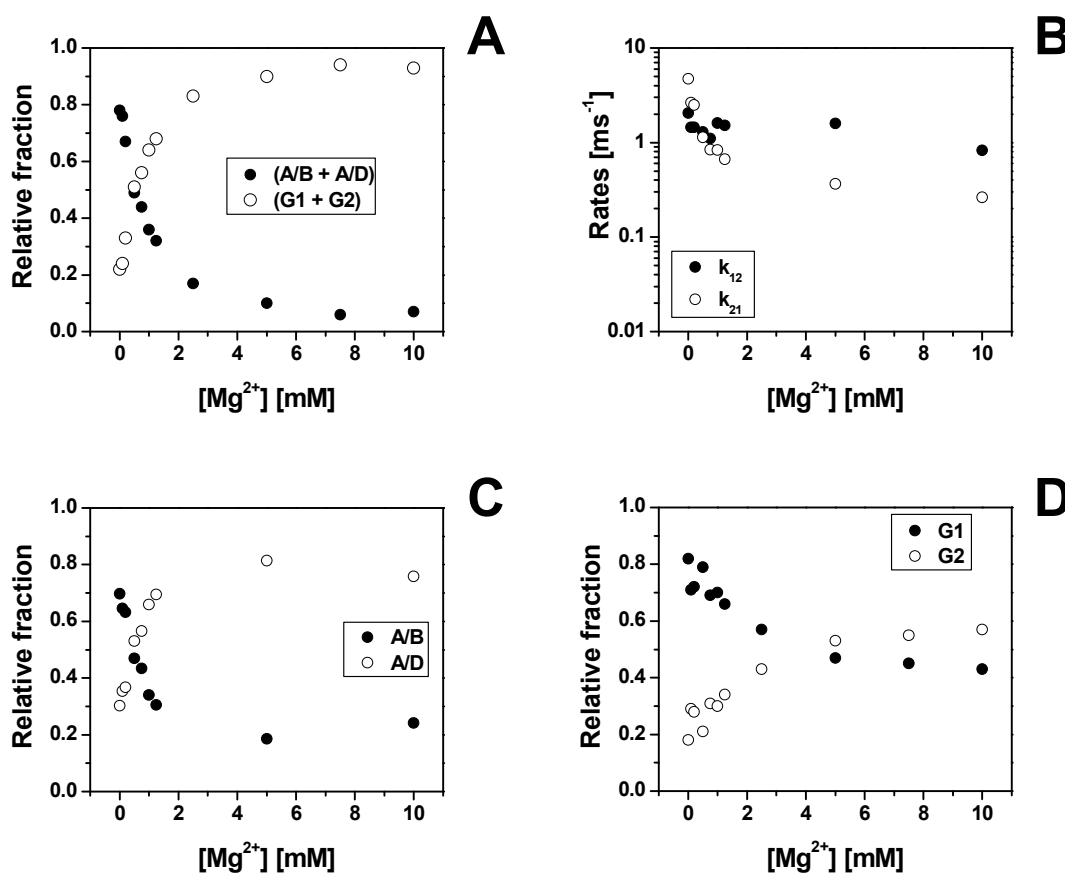 A
Relative fraction
1.0
0.8
0.6
0.4
0.2
0.0
(A/B + A/D)
(G1 + G2)
0 2 4 6 8 10
[Mg²⁺] [mM]
B
Rates [ms⁻¹]
10
1
0.1
0.01
k₁₂
k₂₁
0 2 4 6 8 10
[Mg²⁺] [mM]
C
Relative fraction
1.0
0.8
0.6
0.4
0.2
0.0
A/B
A/D
0 2 4 6 8 10
[Mg²⁺] [mM]
D
Relative fraction
1.0
0.8
0.6
0.4
0.2
0.0
G1
G2
0 2 4 6 8 10
[Mg²⁺] [mM]